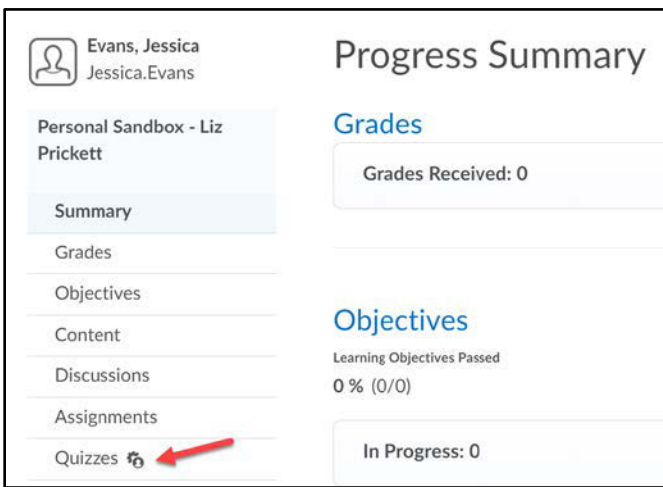 Evans, Jessica
Jessica.Evans
Personal Sandbox - Liz
Prickett
Summary
Grades
Objectives
Content
Discussions
Assignments
Quizzes
Progress Summary
Grades
Grades Received: 0
Objectives
Learning Objectives Passed
0 % (0/0)
In Progress: 0